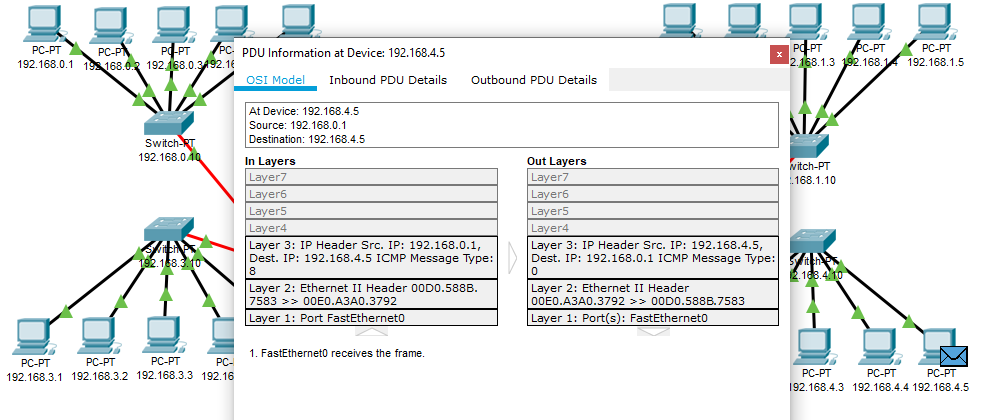 PDU Information at Device: 192.168.4.5
x
OSI Model
Inbound PDU Details
Outbound PDU Details
At Device: 192.168.4.5
Source: 192.168.0.1
Destination: 192.168.4.5
In Layers
Layer7
Layer6
Layer5
Layer4
Layer 3: IP Header Src. IP: 192.168.0.1,
Dest. IP: 192.168.4.5 ICMP Message Type:
8
Layer 2: Ethernet II Header 00D0.588B.
7583 >> 00E0.A3A0.3792
Layer 1: Port FastEthernet0
Out Layers
Layer7
Layer6
Layer5
Layer4
Layer 3: IP Header Src. IP: 192.168.4.5,
Dest. IP: 192.168.0.1 ICMP Message Type:
0
Layer 2: Ethernet II Header
00E0.A3A0.3792 >> 00D0.588B.7583
Layer 1: Port(s): FastEthernet0
1. FastEthernet0 receives the frame.
PC-PT
192.168.0.1
PC-PT
192.168.0.2
PC-PT
192.168.0.3
Switch-PT
192.168.0.10
PC-PT
1.3
PC-PT
192.168.1.4
PC-PT
192.168.1.5
witch-PT
.168.1.10
Switch-PT
192.168.3.10
PC-PT
192.168.3.1
PC-PT
192.168.3.2
PC-PT
192.168.3.3
witch-PT
.168.4.10
PC-PT
192.168.4.3
PC-PT
192.168.4.4
PC-PT
192.168.4.5